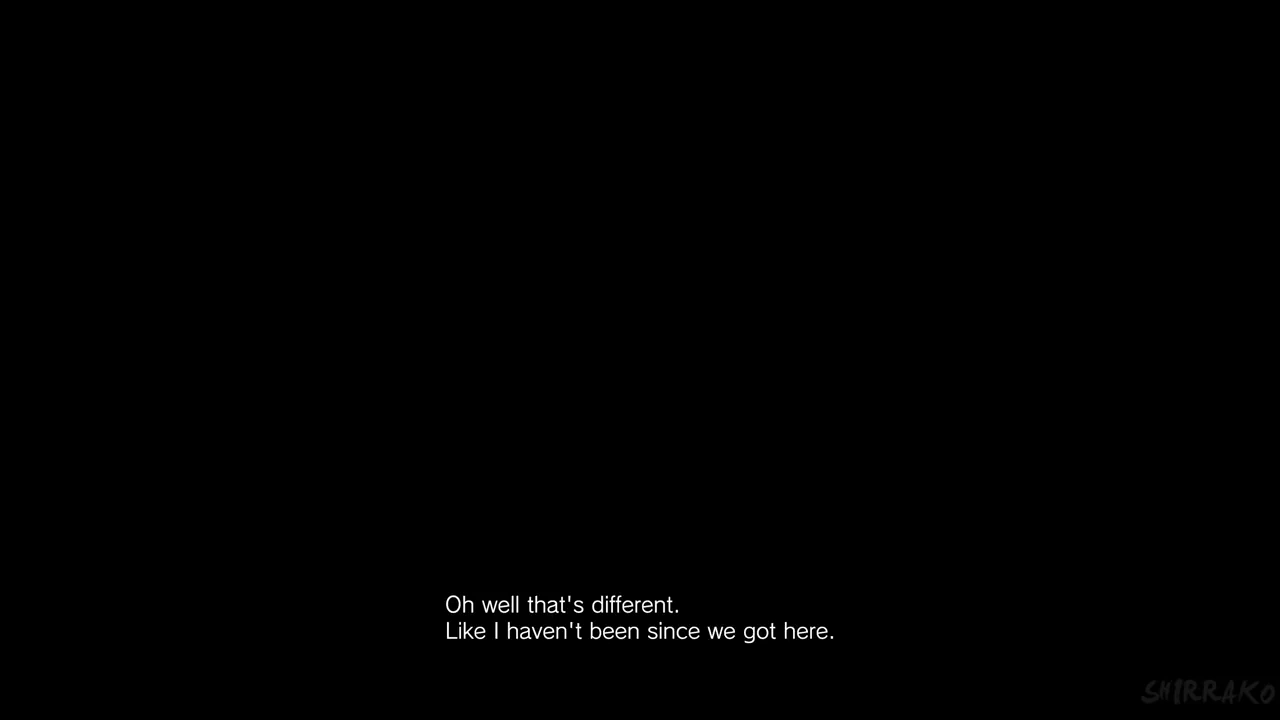 Oh well that's different.
Like I haven't been since we got here.
SHIRRAKO